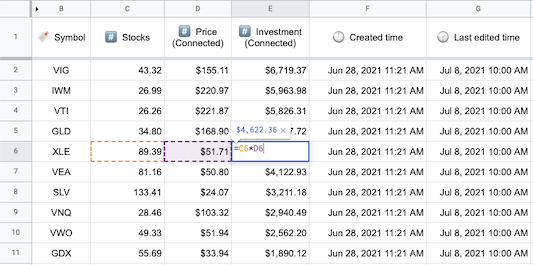 B C D E F G
1 Symbol # Stocks # Price (Connected) # Investment (Connected) Created time Last edited time
2 VIG 43.32 $155.11 $6,719.37 Jun 28, 2021 11:21 AM Jul 8, 2021 10:00 AM
3 IWM 26.99 $220.97 $5,963.98 Jun 28, 2021 11:21 AM Jul 8, 2021 10:00 AM
4 VTI 26.26 $221.87 $5,826.31 Jun 28, 2021 11:21 AM Jul 8, 2021 10:00 AM
$4,622.36 ×
5 GLD 34.80 $168.90 7.72 Jun 28, 2021 11:21 AM Jul 8, 2021 10:00 AM
6 XLE 89.39 $51.71 =C6*D6 Jun 28, 2021 11:21 AM Jul 8, 2021 10:00 AM
7 VEA 81.16 $50.80 $4,122.93 Jun 28, 2021 11:21 AM Jul 8, 2021 10:00 AM
8 SLV 133.41 $24.07 $3,211.18 Jun 28, 2021 11:21 AM Jul 8, 2021 10:00 AM
9 VNQ 28.46 $103.32 $2,940.49 Jun 28, 2021 11:21 AM Jul 8, 2021 10:00 AM
10 VWO 49.33 $51.94 $2,562.20 Jun 28, 2021 11:21 AM Jul 8, 2021 10:00 AM
11 GDX 55.69 $33.94 $1,890.12 Jun 28, 2021 11:21 AM Jul 8, 2021 10:00 AM